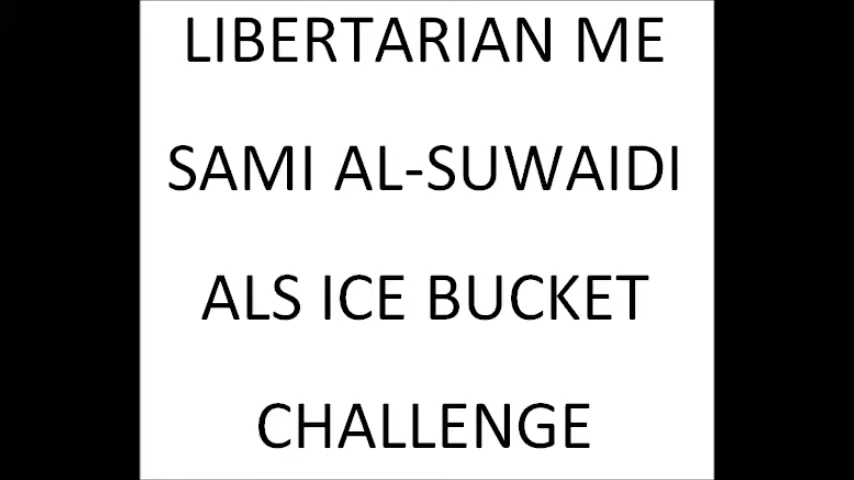 LIBERTARIAN ME
SAMI AL-SUWAIDI
ALS ICE BUCKET
CHALLENGE